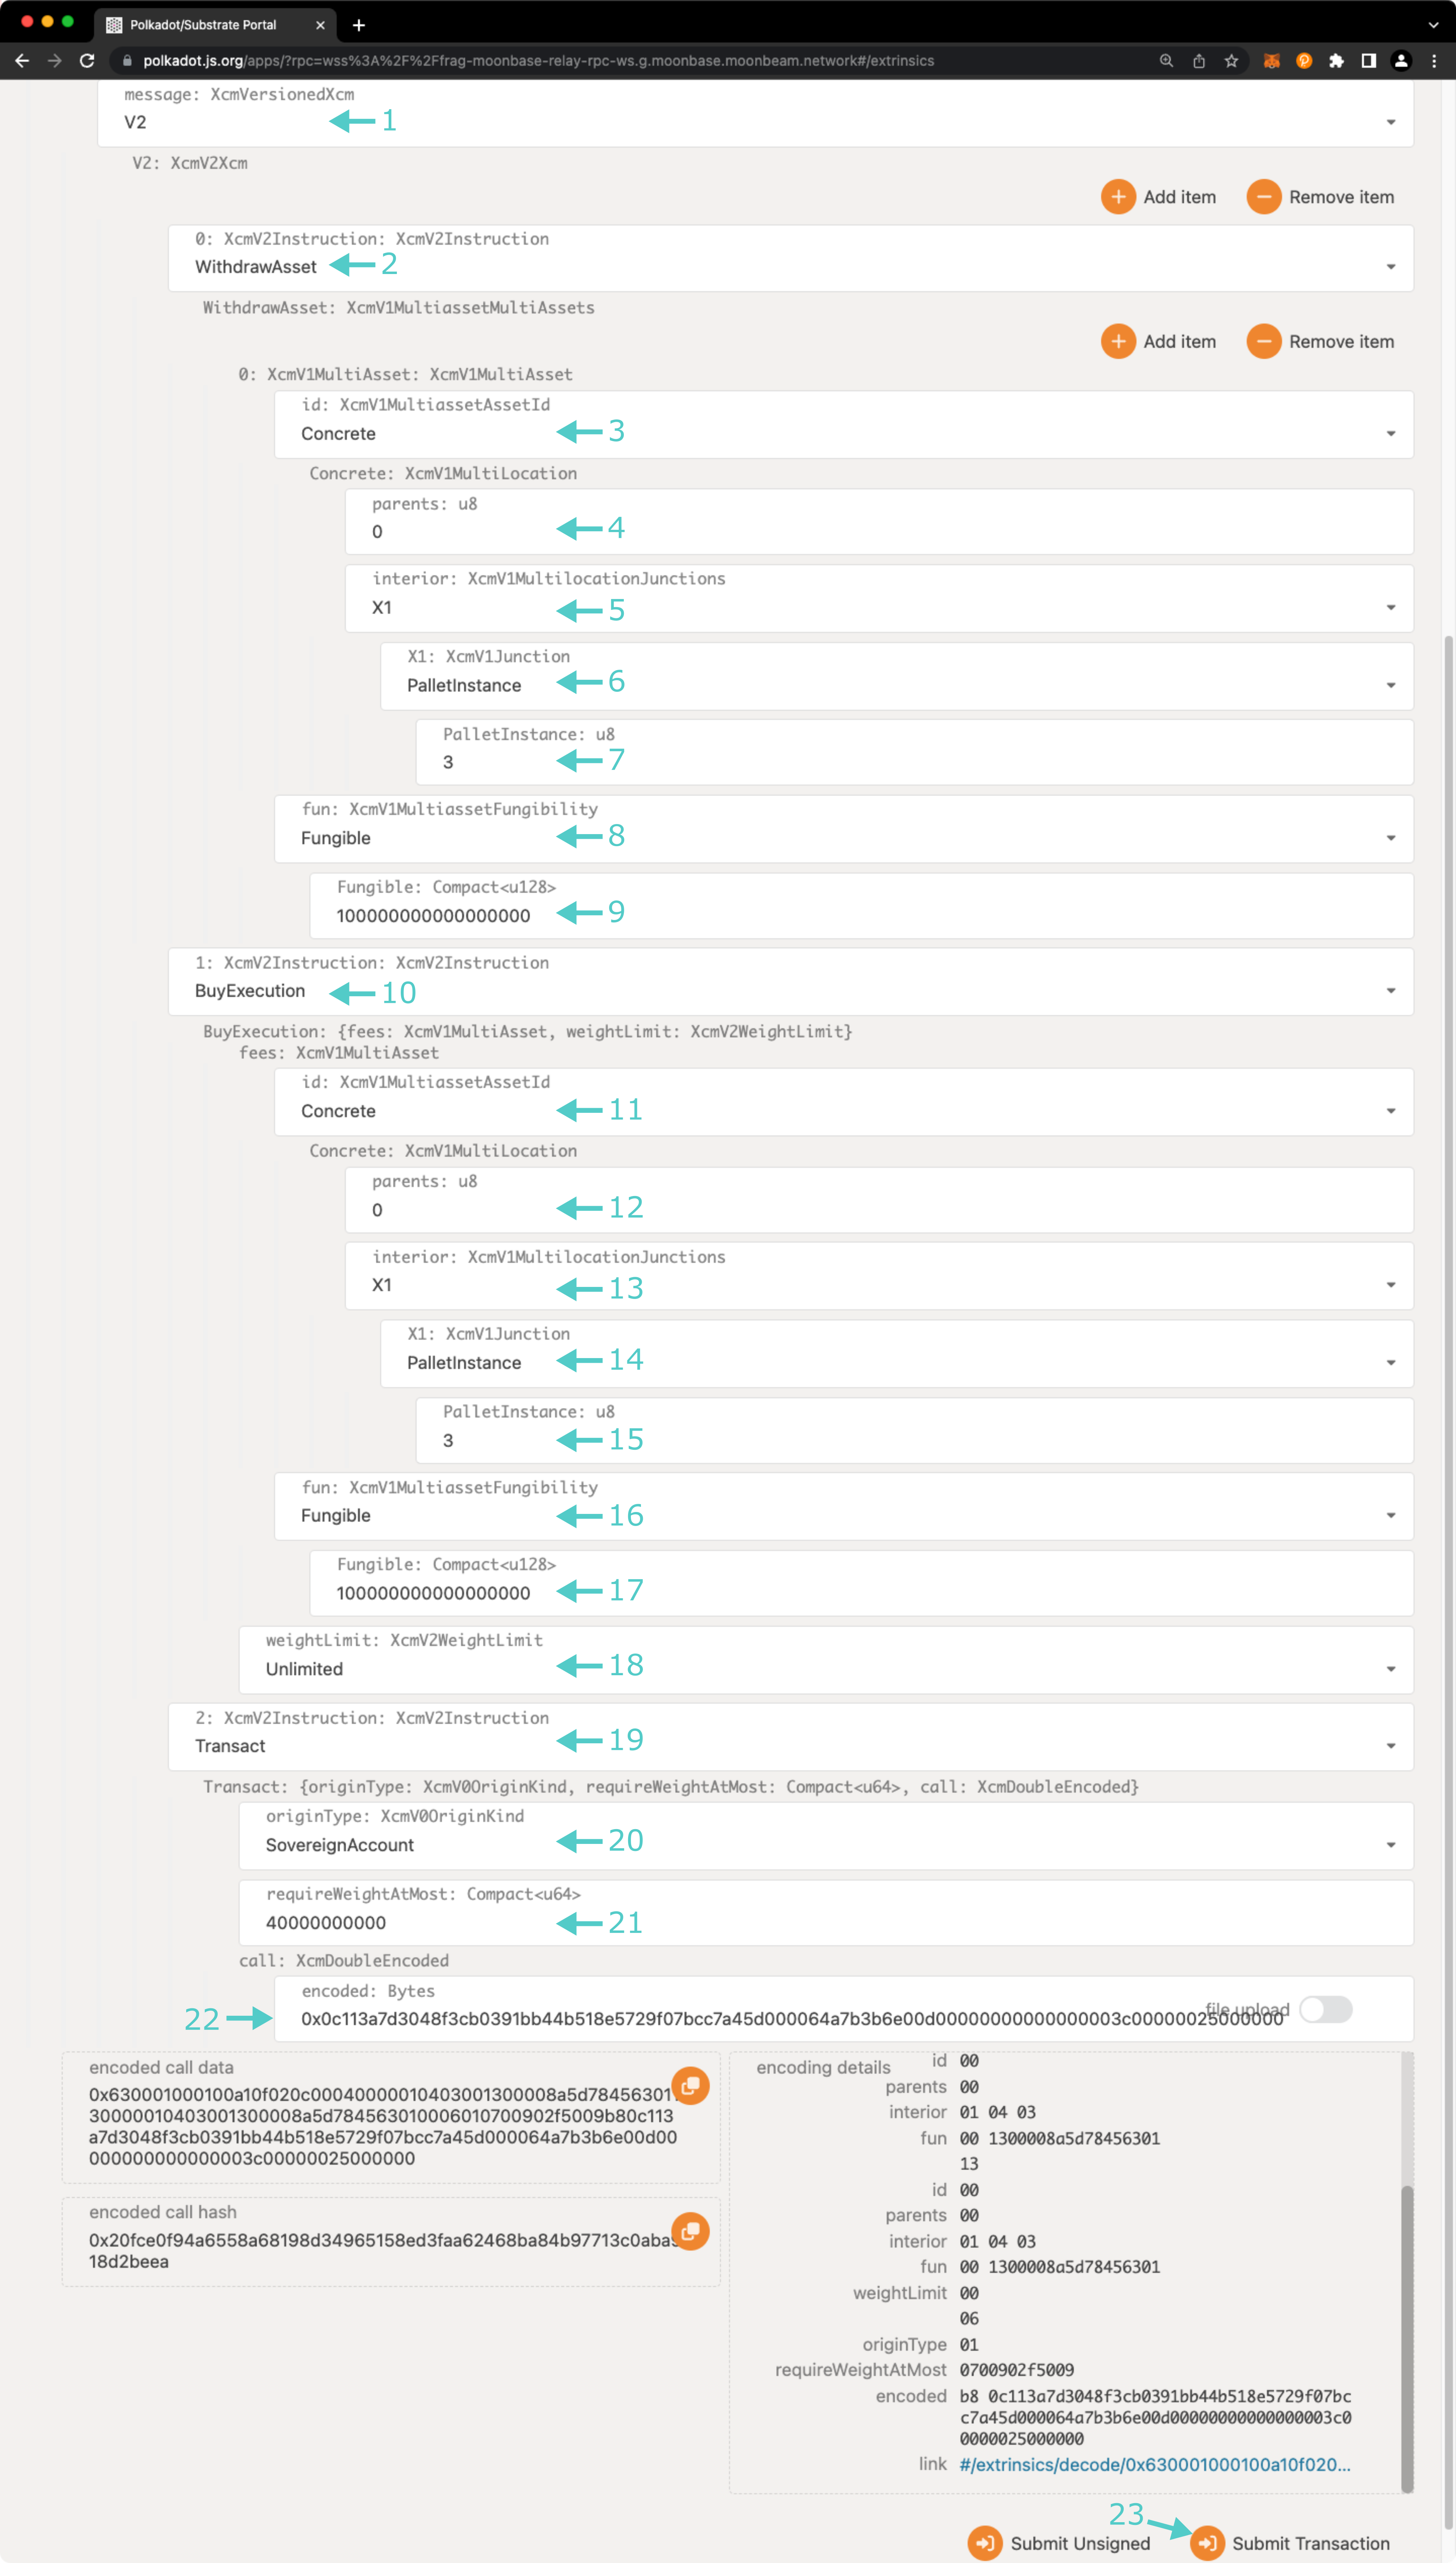 Polkadot/Substrate Portal
polkadot.js.org/apps/?rpc=wss%3A%2F%2Ffrag-moonbase-relay-rpc-ws.g.moonbase.moonbeam.network#/extrinsics
message: XcmVersionedXcm
V2
1
V2: XcmV2Xcm
Add item
Remove item
0: XcmV2Instruction: XcmV2Instruction
WithdrawAsset
2
WithdrawAsset: XcmV1MultiassetMultiAssets
Add item
Remove item
0: XcmV1MultiAsset: XcmV1MultiAsset
id: XcmV1MultiassetAssetId
Concrete
3
Concrete: XcmV1MultiLocation
parents: u8
0
4
interior: XcmV1MultilocationJunctions
X1
5
X1: XcmV1Junction
PalletInstance
6
PalletInstance: u8
3
7
fun: XcmV1MultiassetFungibility
Fungible
8
Fungible: Compact<u128>
100000000000000000
9
1: XcmV2Instruction: XcmV2Instruction
BuyExecution
10
BuyExecution: {fees: XcmV1MultiAsset, weightLimit: XcmV2WeightLimit}
fees: XcmV1MultiAsset
id: XcmV1MultiassetAssetId
Concrete
11
Concrete: XcmV1MultiLocation
parents: u8
0
12
interior: XcmV1MultilocationJunctions
X1
13
X1: XcmV1Junction
PalletInstance
14
PalletInstance: u8
3
15
fun: XcmV1MultiassetFungibility
Fungible
16
Fungible: Compact<u128>
100000000000000000
17
weightLimit: XcmV2WeightLimit
Unlimited
18
2: XcmV2Instruction: XcmV2Instruction
Transact
19
Transact: {originType: XcmV0OriginKind, requireWeightAtMost: Compact<u64>, call: XcmDoubleEncoded}
originType: XcmV0OriginKind
SovereignAccount
20
requireWeightAtMost: Compact<u64>
40000000000
21
call: XcmDoubleEncoded
encoded: Bytes
22
0x0c113a7d3048f3cb0391bb44b518e5729f07bcc7a45d000064a7b3b6e00d00000000000000003c00000025000000
file upload
encoded call data
0x630001000100a10f020c00040000010403001300008a5d78456301
30000010403001300008a5d784563010006010700902f5009b80c113
a7d3048f3cb0391bb44b518e5729f07bcc7a45d000064a7b3b6e00d00
000000000000003c00000025000000
encoded call hash
0x20fce0f94a6558a68198d34965158ed3faa62468ba84b97713c0aba
18d2beea
encoding details
id 00
parents 00
interior 01 04 03
fun 00 1300008a5d78456301
13
id 00
parents 00
interior 01 04 03
fun 00 1300008a5d78456301
weightLimit 00
06
originType 01
requireWeightAtMost 0700902f5009
encoded b8 0c113a7d3048f3cb0391bb44b518e5729f07bc
c7a45d000064a7b3b6e00d00000000000000003c0
0000025000000
link #/extrinsics/decode/0x630001000100a10f020...
23
Submit Unsigned
Submit Transaction